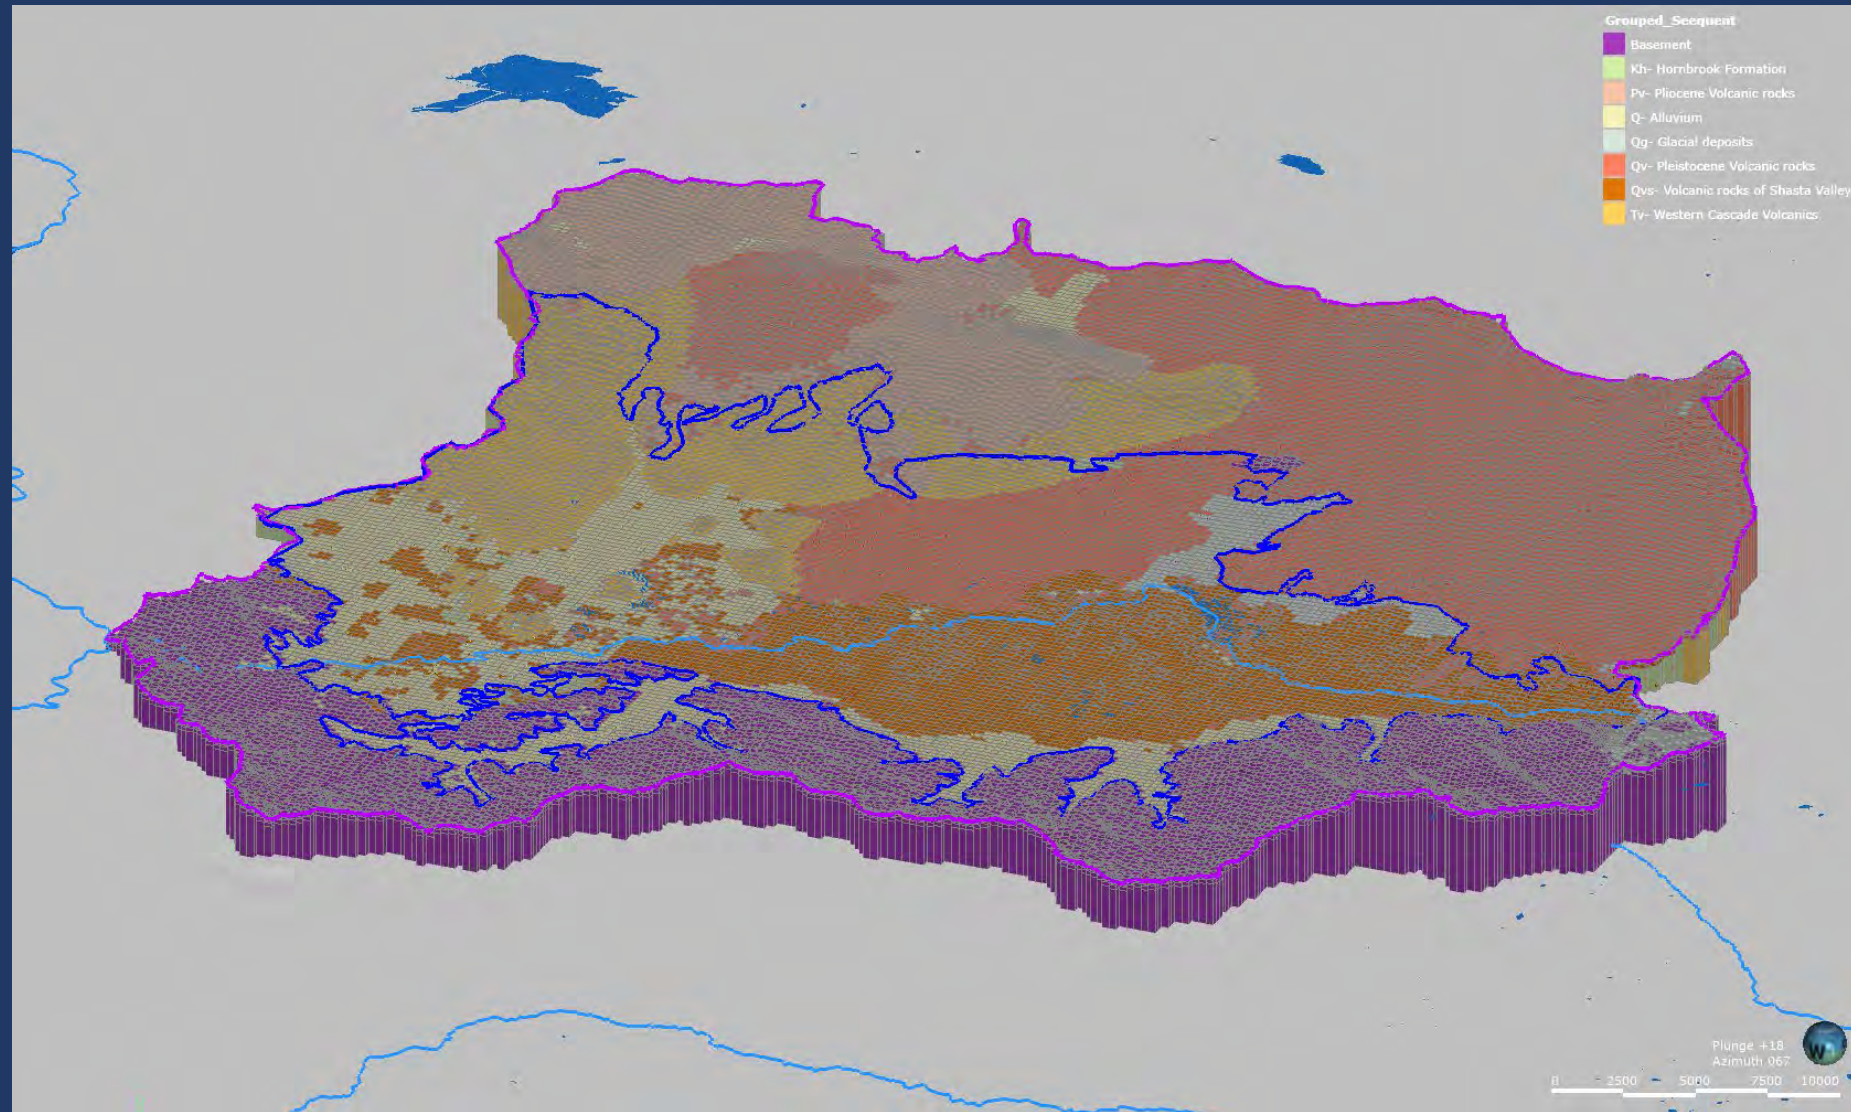 Grouped_Seequent
Basement
Kh- Hornbrook Formation
Pv- Pliocene Volcanic rocks
Q- Alluvium
Qg- Glacial deposits
Qv- Pleistocene Volcanic rocks
Qvs- Volcanic rocks of Shasta Valley
Tv- Western Cascade Volcanics
W
Plunge +18
Azimuth 067
0 2500 5000 7500 10000